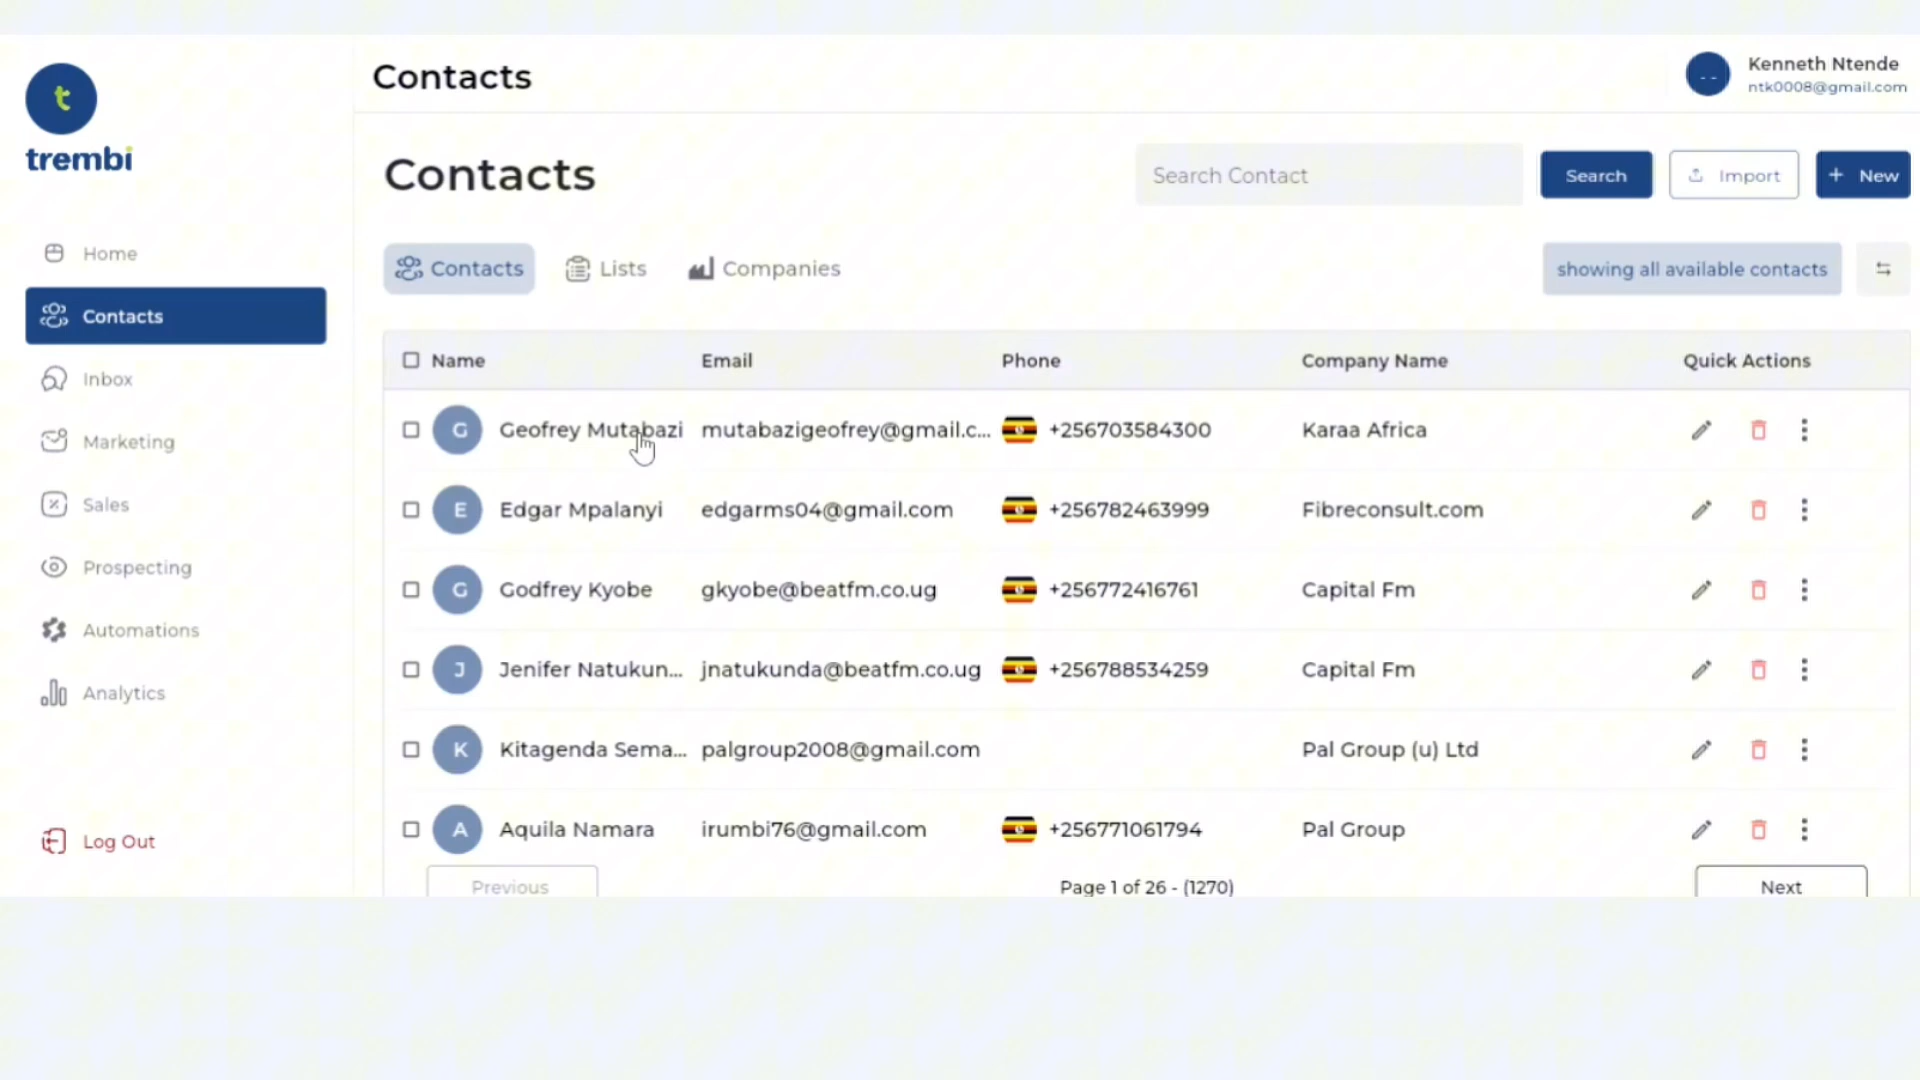 Contacts
Kenneth Ntende
ntk0008@gmail.com
t
trembi
Contacts
Search Contact
Search
Import
+ New
Home
Contacts
Lists
Companies
showing all available contacts
Contacts
Name Email Phone Company Name Quick Actions
Inbox
G Geofrey Mutabazi mutabazigeofrey@gmail.c... +256703584300 Karaa Africa
Marketing
E Edgar Mpalanyi edgarms04@gmail.com +256782463999 Fibreconsult.com
Sales
G Godfrey Kyobe gkyobe@beatfm.co.ug +256772416761 Capital Fm
Prospecting
J Jenifer Natukun... jnatukunda@beatfm.co.ug +256788534259 Capital Fm
Automations
K Kitagenda Sema... palgroup2008@gmail.com Pal Group (u) Ltd
Analytics
A Aquila Namara irumbi76@gmail.com +256771061794 Pal Group
Log Out
Previous Page 1 of 26 - (1270) Next